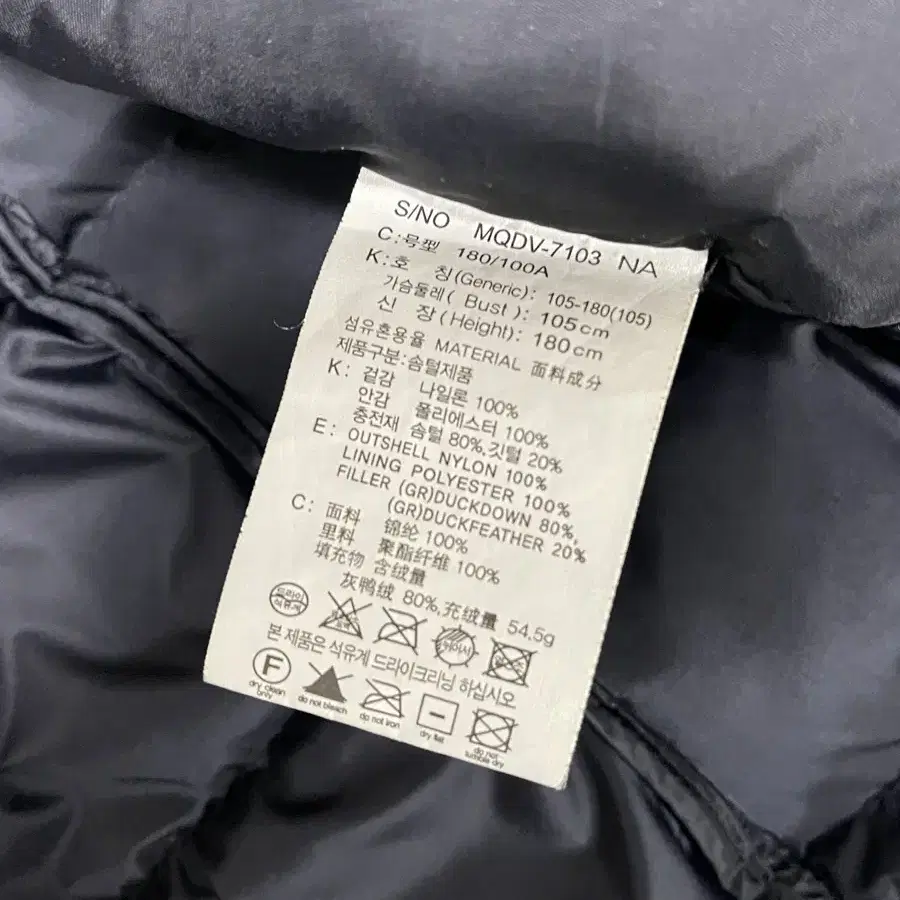 S/NO MQDV-7103 NA
C:号型 180/100A
K:호 칭(Generic): 105-180(105)
가슴둘레( Bust ): 105cm
신 장(Height): 180cm
섬유혼용율 MATERIAL 面料成分
제품구분:솜털제품
K: 겉감 나일론 100%
안감 폴리에스터 100%
충전재 솜털 80%,깃털 20%
E: OUTSHELL NYLON 100%
LINING POLYESTER 100%
FILLER (GR)DUCKDOWN 80%,
(GR)DUCKFEATHER 20%
C: 面料 锦纶 100%
里料 聚酯纤维 100%
填充物 含绒量
灰鸭绒 80%,充绒量 54.5g
드라이
석유계
본 제품은 석유계 드라이크리닝 하십시오
F
dry clean only
do not bleach
do not iron
dry flat
do not tumble dry